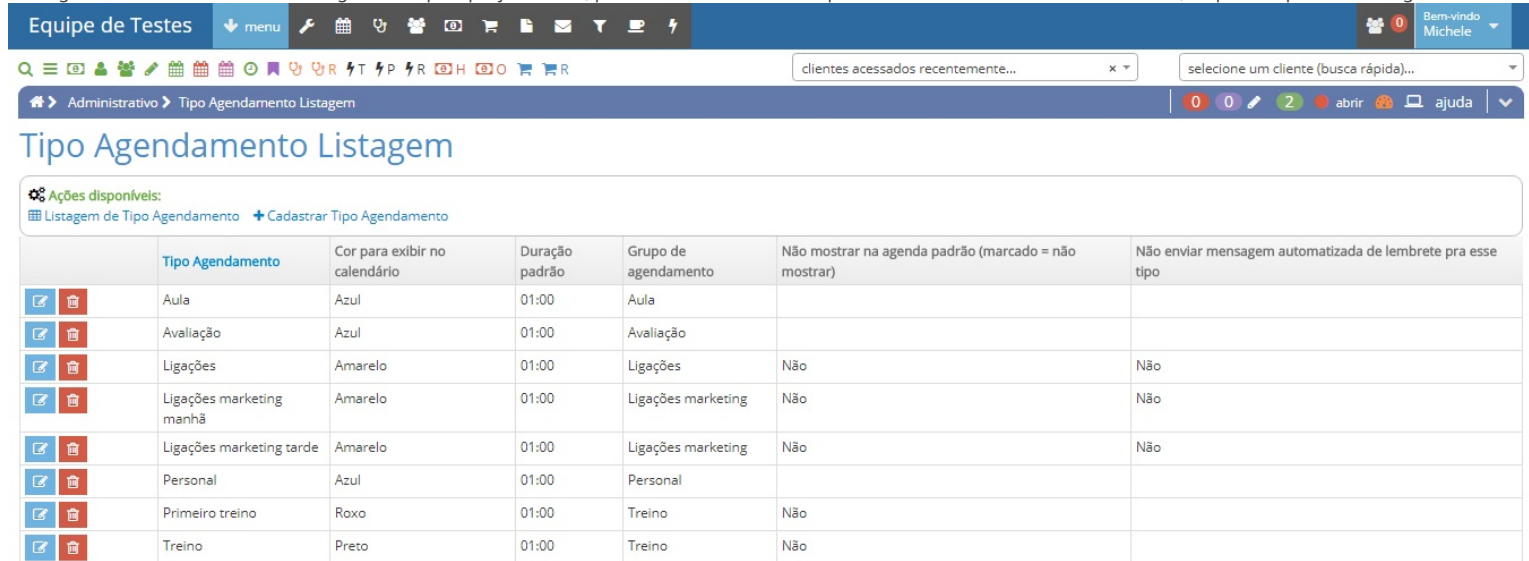 Equipe de Testes menu 0 Bem-vindo Michele
R T P R H O R clientes acessados recentemente... × selecione um cliente (busca rápida)...
Administrativo Tipo Agendamento Listagem 0 0 2 abrir ajuda
Tipo Agendamento Listagem
Ações disponíveis:
Listagem de Tipo Agendamento Cadastrar Tipo Agendamento
Tipo Agendamento Cor para exibir no calendário Duração padrão Grupo de agendamento Não mostrar na agenda padrão (marcado = não mostrar) Não enviar mensagem automatizada de lembrete pra esse tipo
Aula Azul 01:00 Aula
Avaliação Azul 01:00 Avaliação
Ligações Amarelo 01:00 Ligações Não Não
Ligações marketing manhã Amarelo 01:00 Ligações marketing Não Não
Ligações marketing tarde Amarelo 01:00 Ligações marketing Não Não
Personal Azul 01:00 Personal
Primeiro treino Roxo 01:00 Treino Não
Treino Preto 01:00 Treino Não